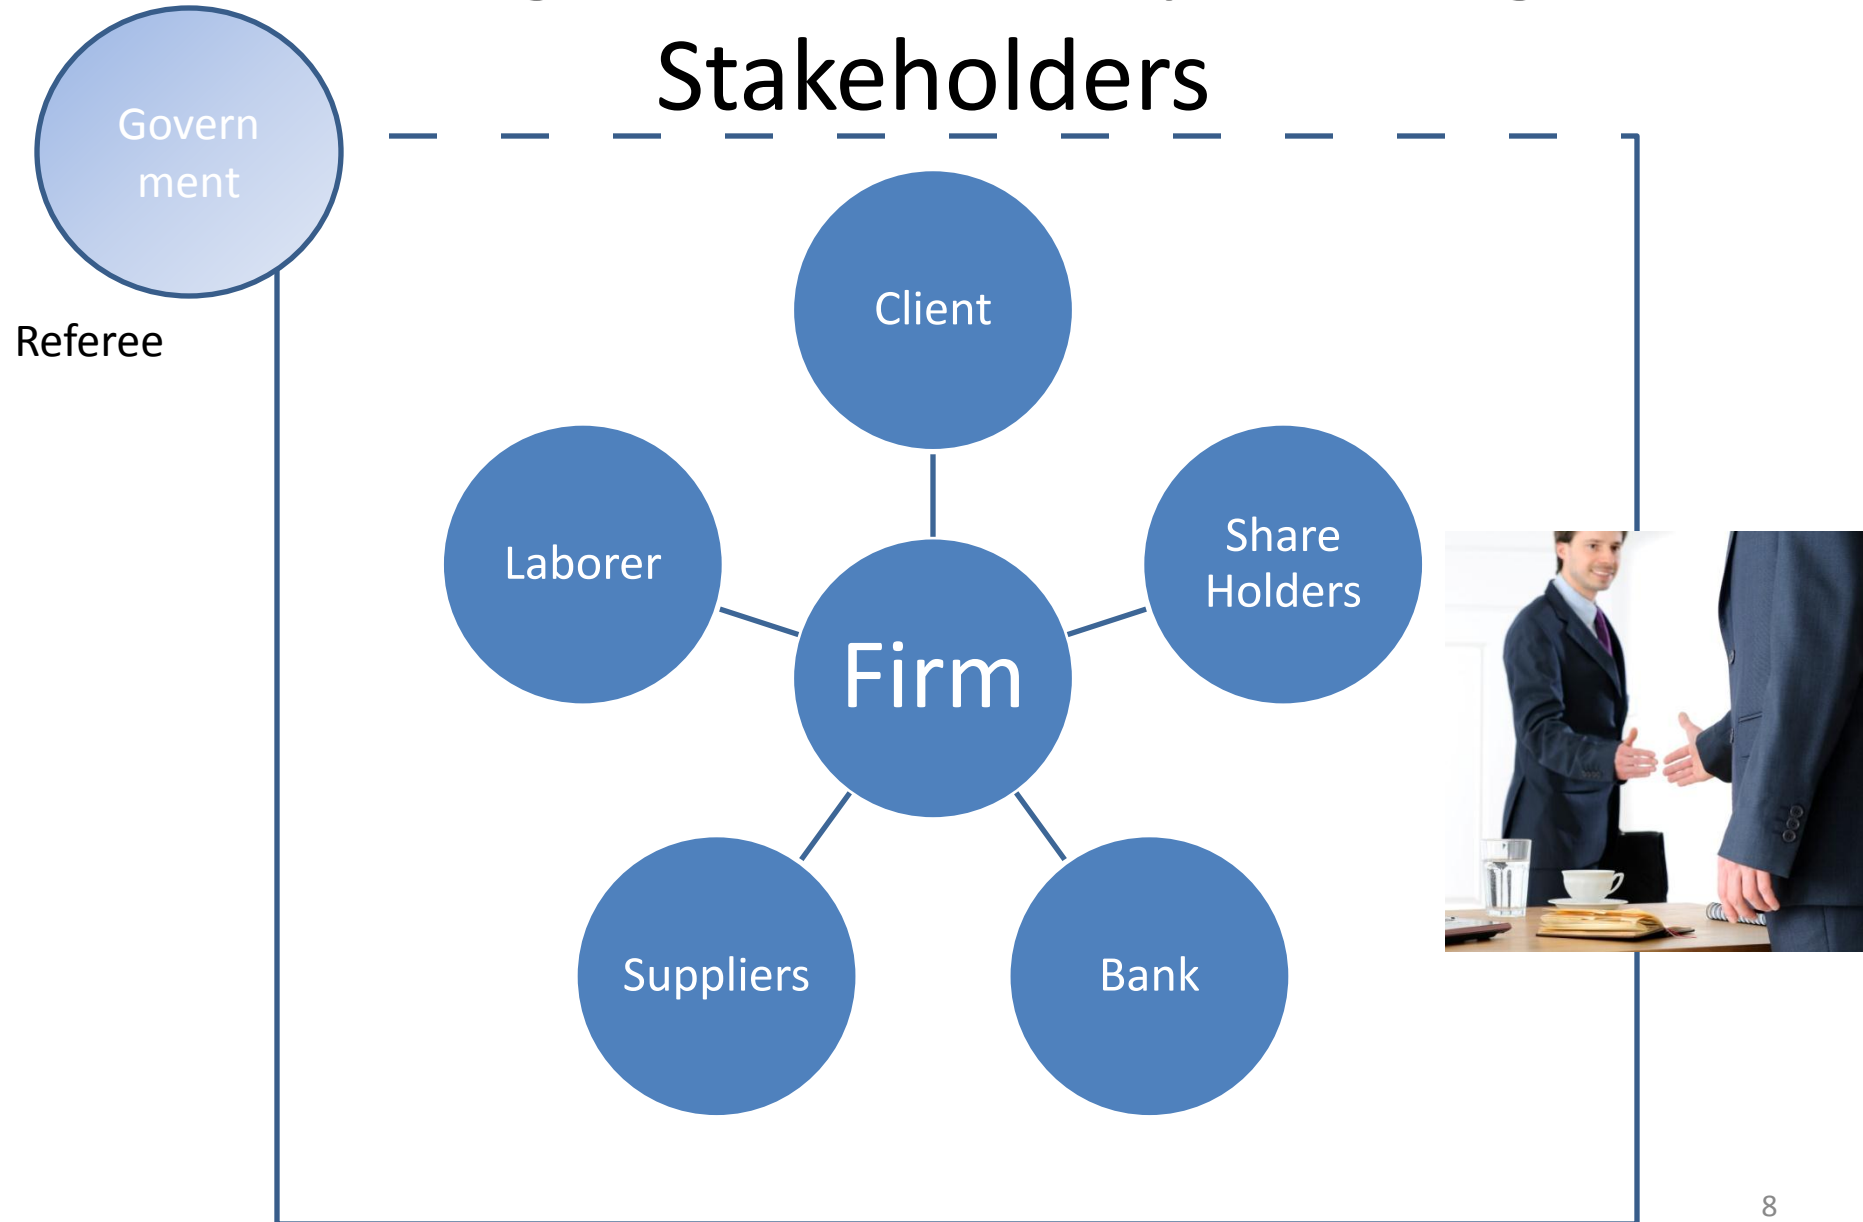 Stakeholders
Govern
ment
Referee
Client
Laborer
Share
Holders
Firm
Suppliers
Bank
8